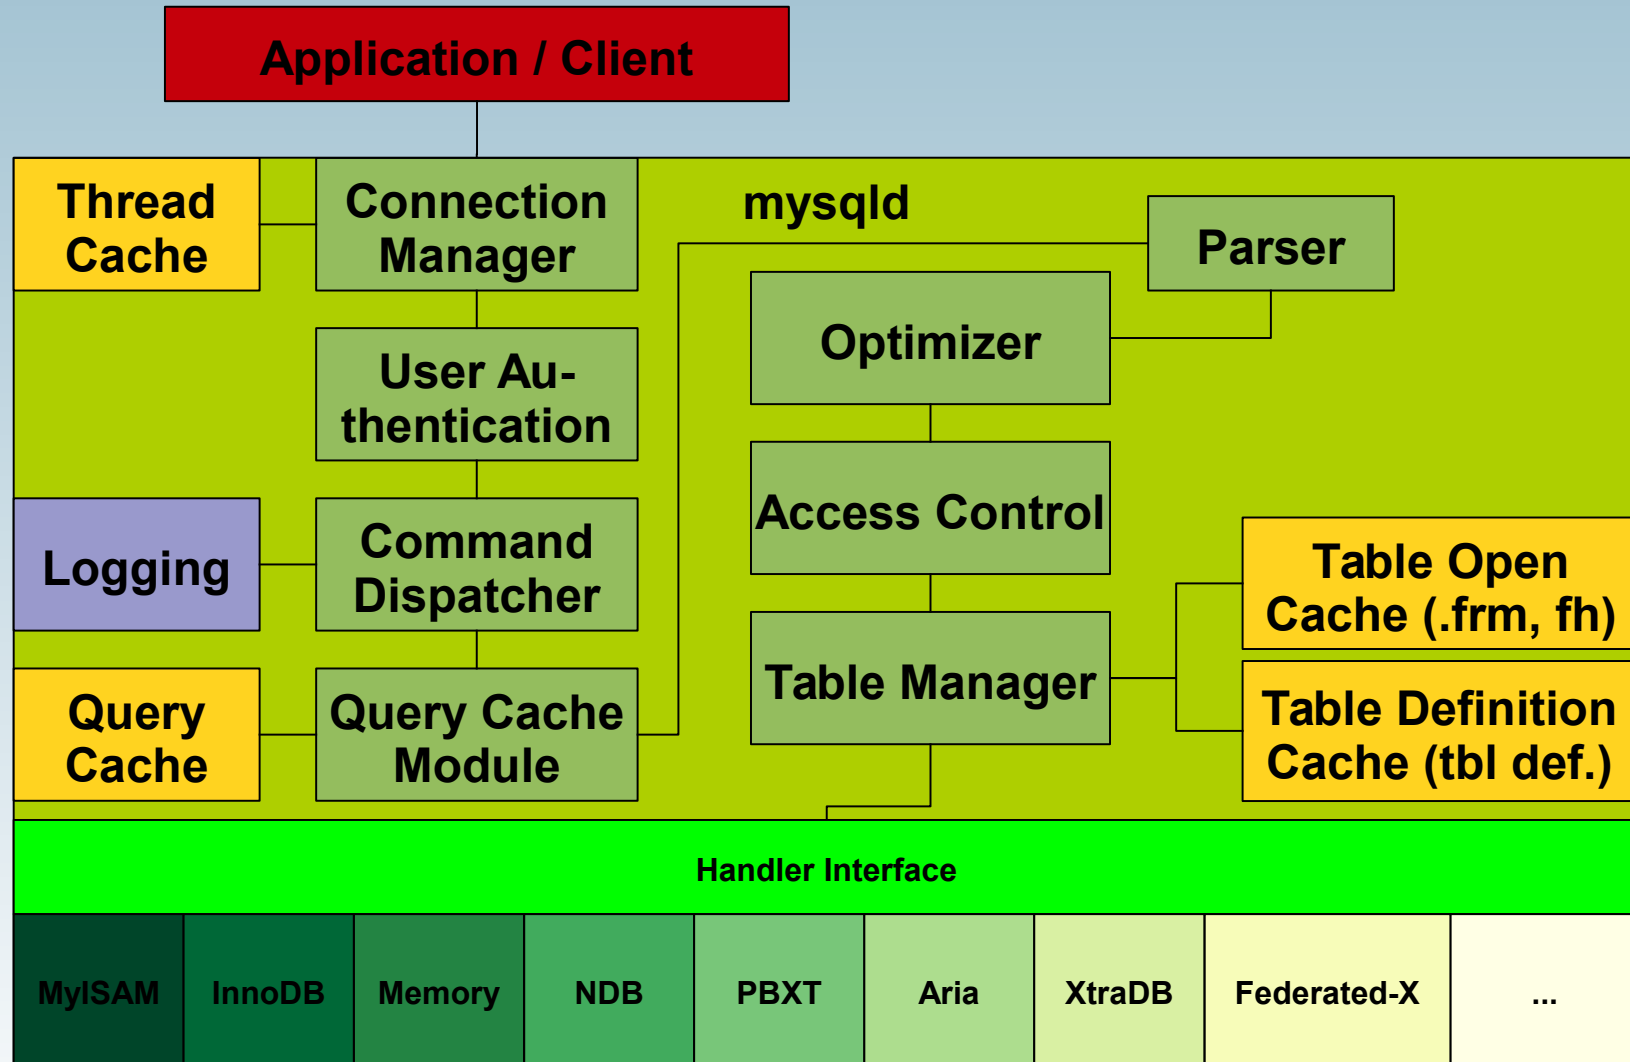 Application / Client
Thread
Cache
Connection
Manager
mysqld
Parser
Optimizer
User Au-
thentication
Access Control
Logging
Command
Dispatcher
Table Open
Cache (.frm, fh)
Query
Cache
Query Cache
Module
Table Manager
Table Definition
Cache (tbl def.)
Handler Interface
MyISAM
InnoDB
Memory
NDB
PBXT
Aria
XtraDB
Federated-X
...